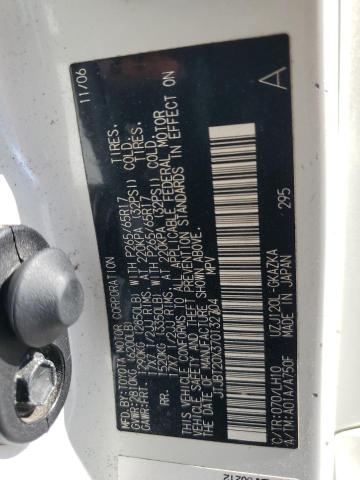 11/06
MFD.BY:TOYOTA MOTOR CORPORATION
GVWR:2810KG (6200LB)
GAWR:FRT. 1290KG (2850LB) WITH P265/65R17 TIRES.
17X7 1/2JJ RIMS, AT 220KPA (32PSI) COLD.
1520KG (3350LB) WITH P265/65R17 TIRES.
17X7 1/2JJ RIMS, AT 220KPA (32PSI) COLD.
THIS VEHICLE CONFORMS TO ALL APPLICABLE FEDERAL MOTOR
VEHICLE SAFETY AND THEFT PREVENTION STANDARDS IN EFFECT ON
THE DATE OF MANUFACTURE SHOWN ABOVE.
JTJBT20X270132704 MPV
C/TR:070/LH10 UZJ120L-GKAZKA 295
A/TM:A01A/A750F MADE IN JAPAN
A